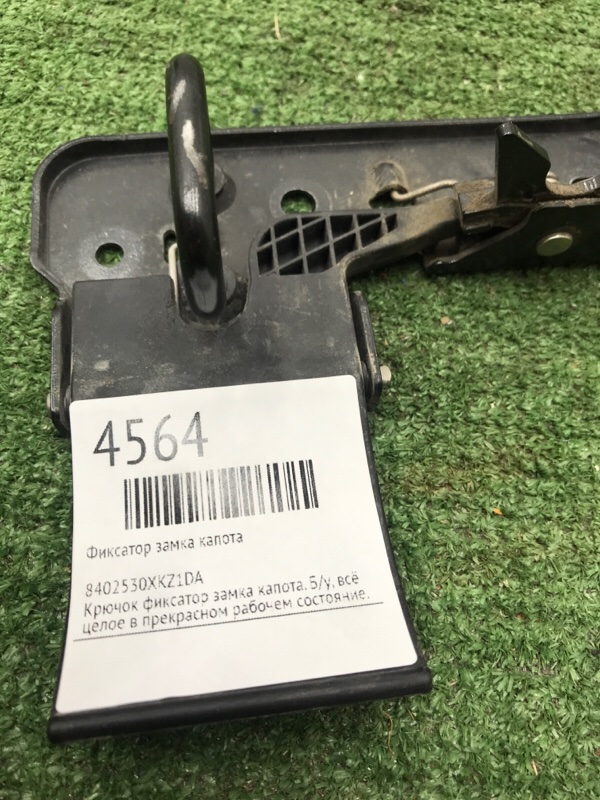 4564
Фиксатор замка капота
8402530XKZ1DA
Крючок фиксатор замка капота. Б/у, всё
целое в прекрасном рабочем состояние.